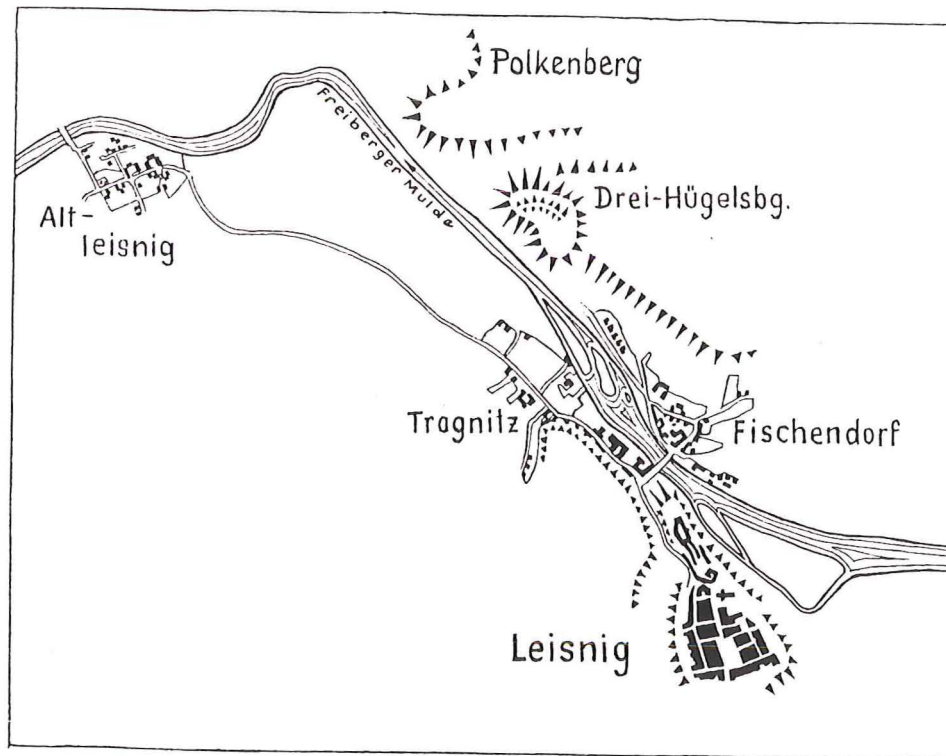 Polkenberg
Freiberger Mulde
Drei-Hügelsbg.
Alt-
leisnig
Tragnitz
Fischendorf
Leisnig